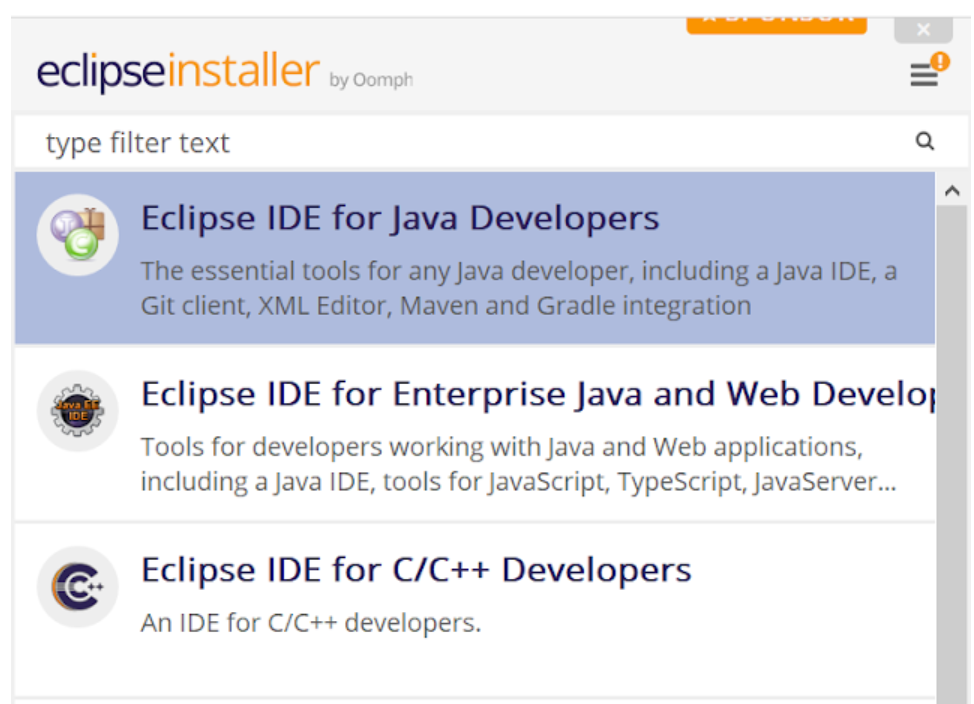 SPONSOR
eclipseinstaller by Oomph
type filter text
Eclipse IDE for Java Developers
The essential tools for any Java developer, including a Java IDE, a
Git client, XML Editor, Maven and Gradle integration
Eclipse IDE for Enterprise Java and Web Develop
Tools for developers working with Java and Web applications,
including a Java IDE, tools for JavaScript, TypeScript, JavaServer...
Java EE
IDE
Eclipse IDE for C/C++ Developers
An IDE for C/C++ developers.
C++